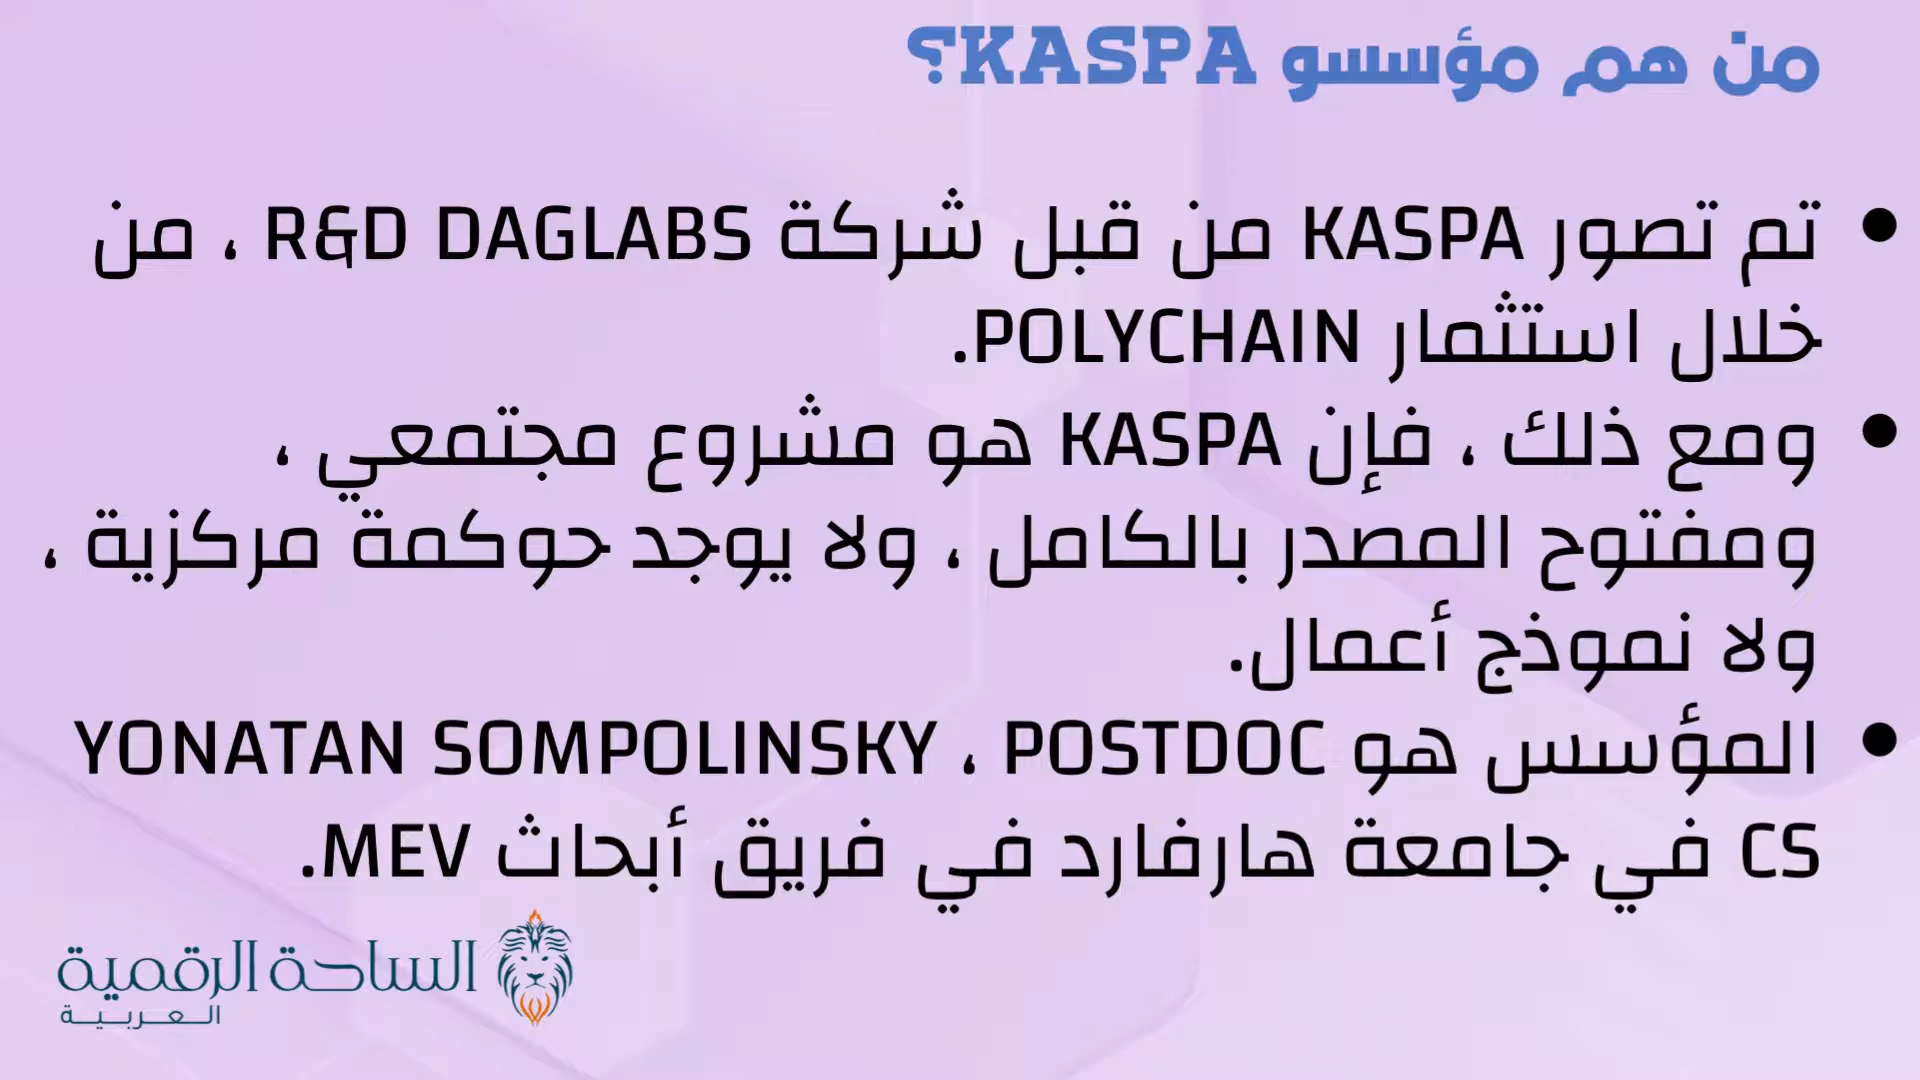 من هم مؤسسو KASPA؟
• تم تصور KASPA من قبل شركة R&D DAGLABS ، من
خلال استثمار POLYCHAIN.
• ومع ذلك ، فإن KASPA هو مشروع مجتمعي ،
ومفتوح المصدر بالكامل ، ولا يوجد حوكمة مركزية ،
ولا نموذج أعمال.
• المؤسس هو YONATAN SOMPOLINSKY ، POSTDOC
CS في جامعة هارفارد في فريق أبحاث MEV.
الساحة الرقمية
العربية